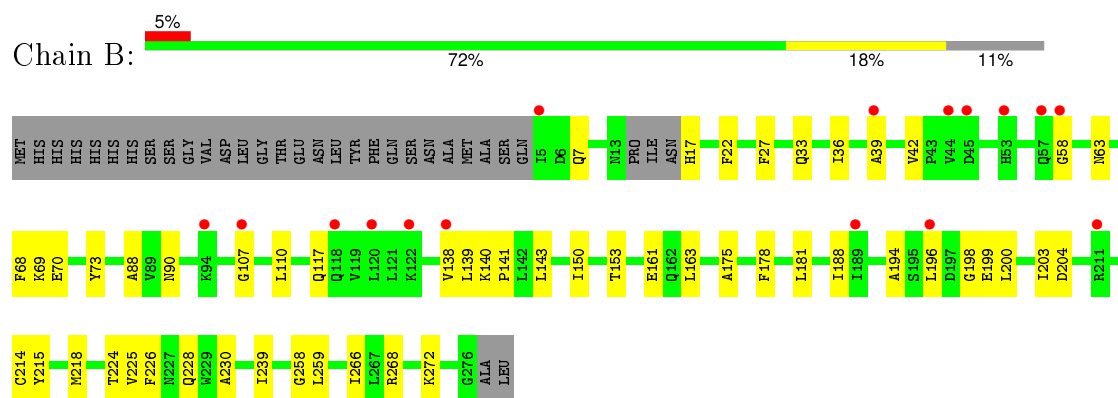 5%
Chain B:
72% 18% 11%
MET HIS HIS HIS HIS HIS HIS SER SER GLY VAL ASP LEU GLY THR GLU ASN LEU TYR PHE GLN SER ASN ALA MET ALA SER GLN I5 D6 Q7 N13 PRO ILE ASN H17 F22 F27 Q33 I36 A39 V42 P43 V44 D45 H53 Q57 G58 N63
F68 K69 E70 Y73 A88 V89 N90 K94 G107 L110 Q117 Q118 V119 L120 L121 K122 V138 L139 K140 P141 L142 L143 I150 T153 E161 Q162 L163 A175 F178 L181 I188 I189 A194 S195 L196 D197 G198 E199 L200 I203 D204 R211
C214 Y215 M218 T224 V225 F226 N227 Q228 W229 A230 I239 G258 L259 I266 L267 R268 K272 G276 ALA LEU